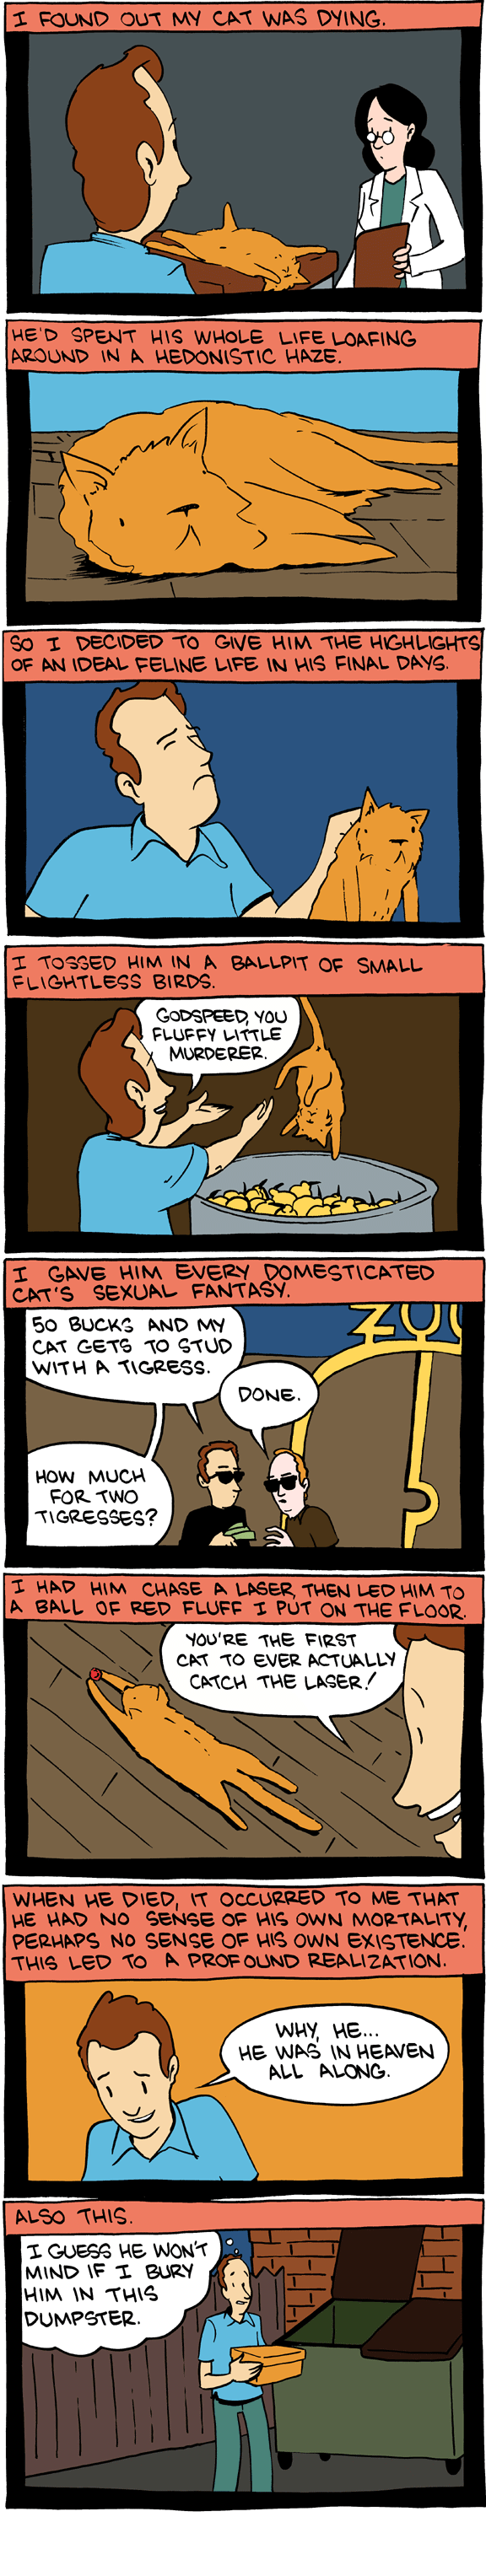 I FOUND OUT MY CAT WAS DYING.
HE'D SPENT HIS WHOLE LIFE LOAFING
AROUND IN A HEDONISTIC HAZE.
SO I DECIDED TO GIVE HIM THE HIGHLIGHTS
OF AN IDEAL FELINE LIFE IN HIS FINAL DAYS.
I TOSSED HIM IN A BALLPIT OF SMALL
FLIGHTLESS BIRDS.
GODSPEED, YOU
FLUFFY LITTLE
MURDERER.
I GAVE HIM EVERY DOMESTICATED
CAT'S SEXUAL FANTASY.
50 BUCKS AND MY
CAT GETS TO STUD
WITH A TIGRESS.
DONE.
HOW MUCH
FOR TWO
TIGRESSES?
ZOO
I HAD HIM CHASE A LASER, THEN LED HIM TO
A BALL OF RED FLUFF I PUT ON THE FLOOR.
YOU'RE THE FIRST
CAT TO EVER ACTUALLY
CATCH THE LASER!
WHEN HE DIED, IT OCCURRED TO ME THAT
HE HAD NO SENSE OF HIS OWN MORTALITY,
PERHAPS NO SENSE OF HIS OWN EXISTENCE.
THIS LED TO A PROFOUND REALIZATION.
WHY, HE...
HE WAS IN HEAVEN
ALL ALONG.
ALSO THIS.
I GUESS HE WON'T
MIND IF I BURY
HIM IN THIS
DUMPSTER.